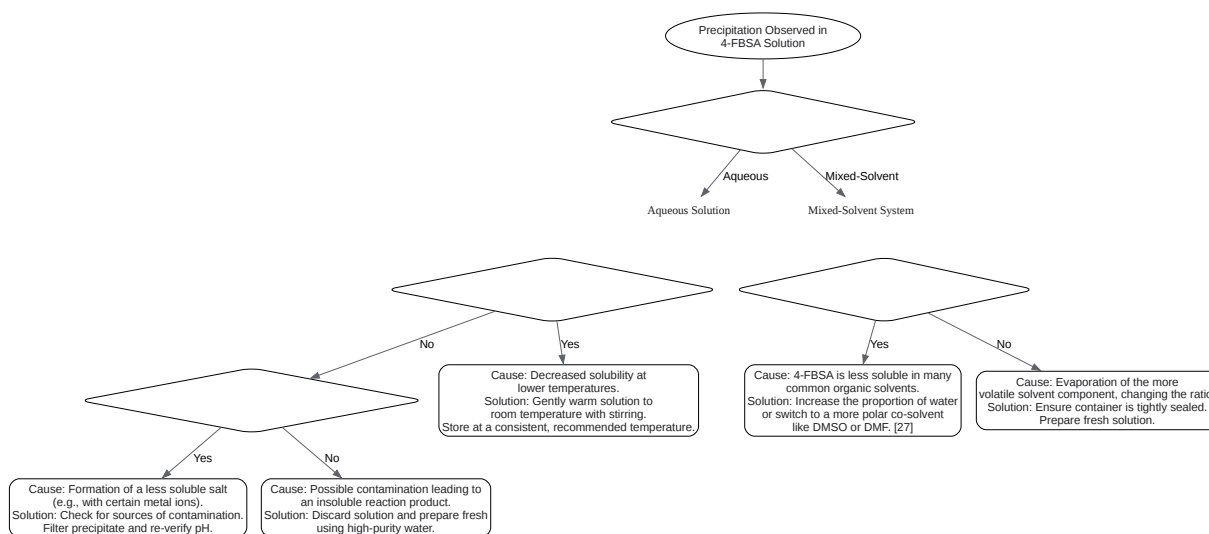 Precipitation Observed in
4-FBSA Solution
Aqueous
Mixed-Solvent
Aqueous Solution
Mixed-Solvent System
No
Yes
Yes
No
Cause: Decreased solubility at
lower temperatures.
Solution: Gently warm solution to
room temperature with stirring.
Store at a consistent, recommended temperature.
Cause: 4-FBSA is less soluble in many
common organic solvents.
Solution: Increase the proportion of water
or switch to a more polar co-solvent
like DMSO or DMF. [27]
Cause: Evaporation of the more
volatile solvent component, changing the ratio
Solution: Ensure container is tightly sealed.
Prepare fresh solution.
Yes
No
Cause: Formation of a less soluble salt
(e.g., with certain metal ions).
Solution: Check for sources of contamination.
Filter precipitate and re-verify pH.
Cause: Possible contamination leading to
an insoluble reaction product.
Solution: Discard solution and prepare fresh
using high-purity water.